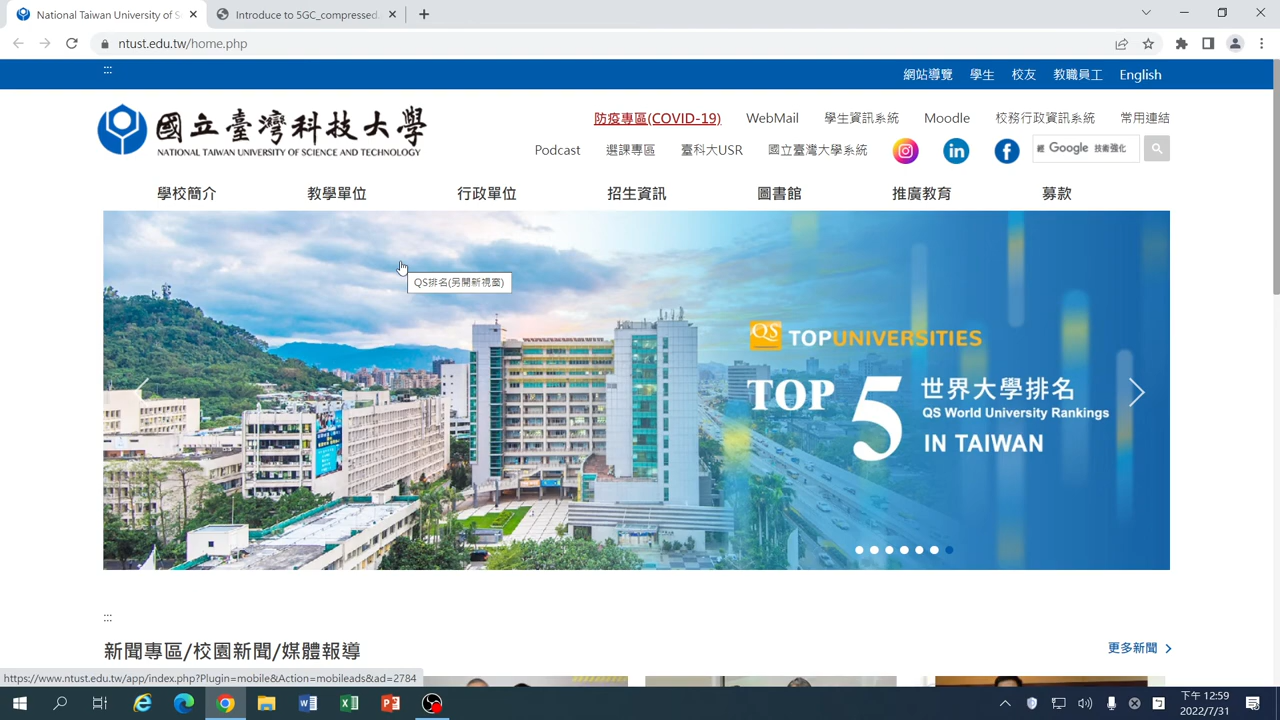 National Taiwan University of S
Introduce to 5GC_compressed.
ntust.edu.tw/home.php
:::
網站導覽 學生 校友 教職員工 English
國立臺灣科技大學
NATIONAL TAIWAN UNIVERSITY OF SCIENCE AND TECHNOLOGY
防疫專區(COVID-19) WebMail 學生資訊系統 Moodle 校務行政資訊系統 常用連結
Podcast 選課專區 臺科大USR 國立臺灣大學系統
經 Google 技術強化
學校簡介 教學單位 行政單位 招生資訊 圖書館 推廣教育 募款
QS排名(另開新視窗)
QS TOPUNIVERSITIES
TOP 5 世界大學排名
QS World University Rankings
IN TAIWAN
:::
新聞專區/校園新聞/媒體報導
更多新聞
https://www.ntust.edu.tw/app/index.php?Plugin=mobile&Action=mobileads&ad=2784
下午 12:59
2022/7/31